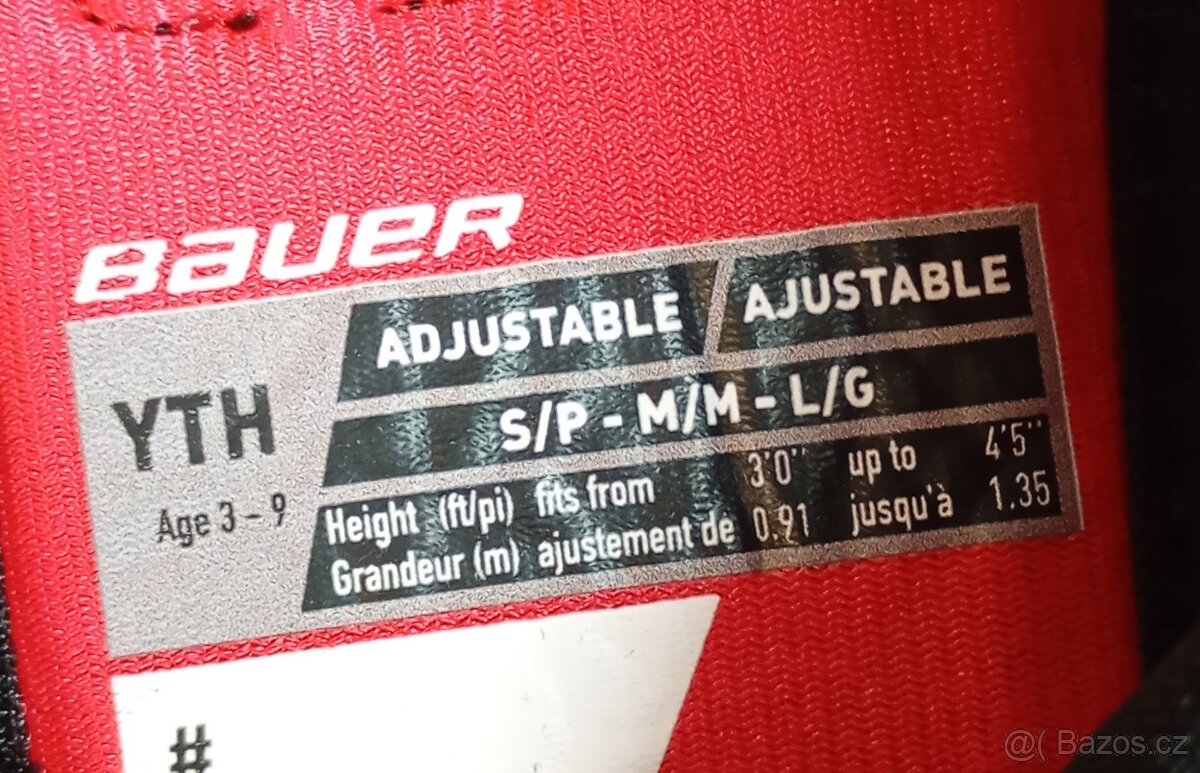 BAUER
ADJUSTABLE AJUSTABLE
YTH
S/P - M/M - L/G
Age 3 - 9
Height (ft/pi) fits from 3'0'' up to 4'5''
Grandeur (m) ajustement de 0.91 jusqu'à 1.35
#
@( Bazos.cz